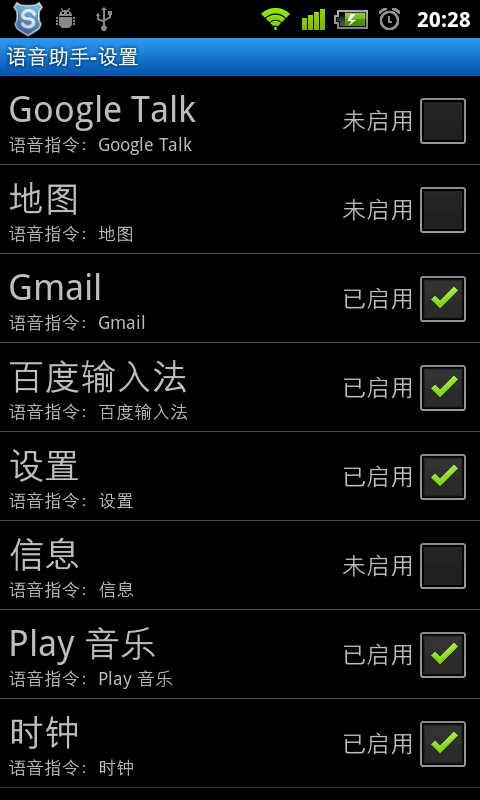 20:28
语音助手-设置
Google Talk
未启用
语音指令: Google Talk
地图
未启用
语音指令: 地图
Gmail
已启用
语音指令: Gmail
百度输入法
已启用
语音指令: 百度输入法
设置
已启用
语音指令: 设置
信息
未启用
语音指令: 信息
Play 音乐
已启用
语音指令: Play 音乐
时钟
已启用
语音指令: 时钟